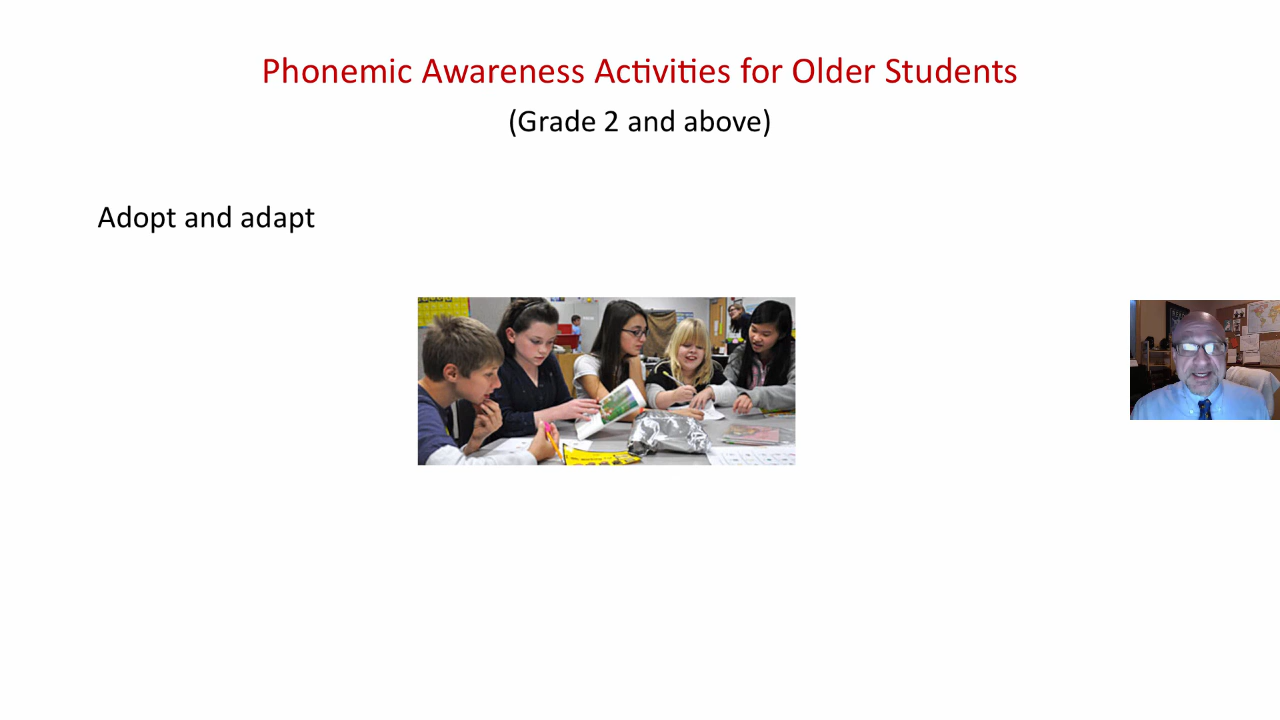 Phonemic Awareness Activities for Older Students
(Grade 2 and above)
Adopt and adapt